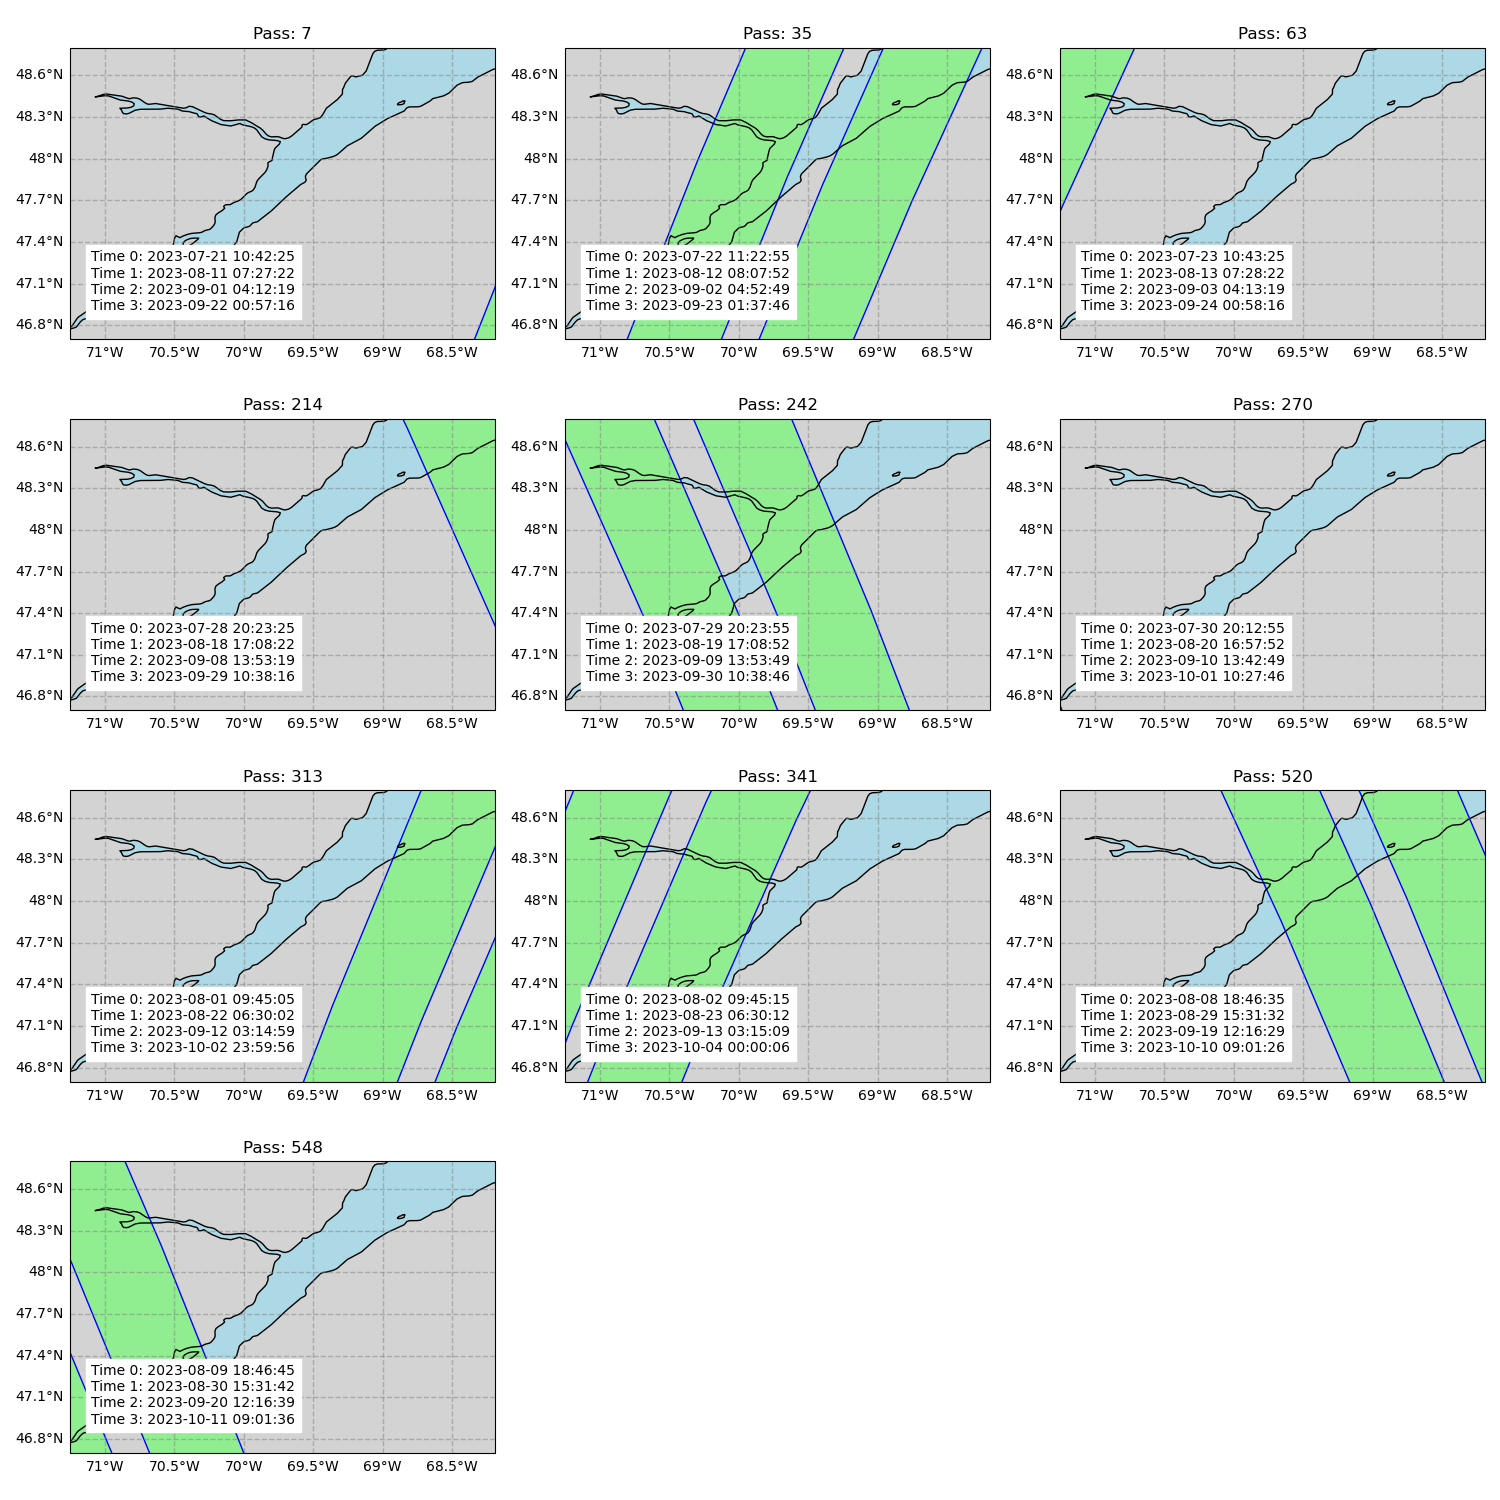 Pass: 7
48.6°N
48.3°N
48°N
47.7°N
47.4°N
47.1°N
46.8°N
Time 0: 2023-07-21 10:42:25
Time 1: 2023-08-11 07:27:22
Time 2: 2023-09-01 04:12:19
Time 3: 2023-09-22 00:57:16
71°W 70.5°W 70°W 69.5°W 69°W 68.5°W
Pass: 35
48.6°N
48.3°N
48°N
47.7°N
47.4°N
47.1°N
46.8°N
Time 0: 2023-07-22 11:22:55
Time 1: 2023-08-12 08:07:52
Time 2: 2023-09-02 04:52:49
Time 3: 2023-09-23 01:37:46
71°W 70.5°W 70°W 69.5°W 69°W 68.5°W
Pass: 63
48.6°N
48.3°N
48°N
47.7°N
47.4°N
47.1°N
46.8°N
Time 0: 2023-07-23 10:43:25
Time 1: 2023-08-13 07:28:22
Time 2: 2023-09-03 04:13:19
Time 3: 2023-09-24 00:58:16
71°W 70.5°W 70°W 69.5°W 69°W 68.5°W
Pass: 214
48.6°N
48.3°N
48°N
47.7°N
47.4°N
47.1°N
46.8°N
Time 0: 2023-07-28 20:23:25
Time 1: 2023-08-18 17:08:22
Time 2: 2023-09-08 13:53:19
Time 3: 2023-09-29 10:38:16
71°W 70.5°W 70°W 69.5°W 69°W 68.5°W
Pass: 242
48.6°N
48.3°N
48°N
47.7°N
47.4°N
47.1°N
46.8°N
Time 0: 2023-07-29 20:23:55
Time 1: 2023-08-19 17:08:52
Time 2: 2023-09-09 13:53:49
Time 3: 2023-09-30 10:38:46
71°W 70.5°W 70°W 69.5°W 69°W 68.5°W
Pass: 270
48.6°N
48.3°N
48°N
47.7°N
47.4°N
47.1°N
46.8°N
Time 0: 2023-07-30 20:12:55
Time 1: 2023-08-20 16:57:52
Time 2: 2023-09-10 13:42:49
Time 3: 2023-10-01 10:27:46
71°W 70.5°W 70°W 69.5°W 69°W 68.5°W
Pass: 313
48.6°N
48.3°N
48°N
47.7°N
47.4°N
47.1°N
46.8°N
Time 0: 2023-08-01 09:45:05
Time 1: 2023-08-22 06:30:02
Time 2: 2023-09-12 03:14:59
Time 3: 2023-10-02 23:59:56
71°W 70.5°W 70°W 69.5°W 69°W 68.5°W
Pass: 341
48.6°N
48.3°N
48°N
47.7°N
47.4°N
47.1°N
46.8°N
Time 0: 2023-08-02 09:45:15
Time 1: 2023-08-23 06:30:12
Time 2: 2023-09-13 03:15:09
Time 3: 2023-10-04 00:00:06
71°W 70.5°W 70°W 69.5°W 69°W 68.5°W
Pass: 520
48.6°N
48.3°N
48°N
47.7°N
47.4°N
47.1°N
46.8°N
Time 0: 2023-08-08 18:46:35
Time 1: 2023-08-29 15:31:32
Time 2: 2023-09-19 12:16:29
Time 3: 2023-10-10 09:01:26
71°W 70.5°W 70°W 69.5°W 69°W 68.5°W
Pass: 548
48.6°N
48.3°N
48°N
47.7°N
47.4°N
47.1°N
46.8°N
Time 0: 2023-08-09 18:46:45
Time 1: 2023-08-30 15:31:42
Time 2: 2023-09-20 12:16:39
Time 3: 2023-10-11 09:01:36
71°W 70.5°W 70°W 69.5°W 69°W 68.5°W